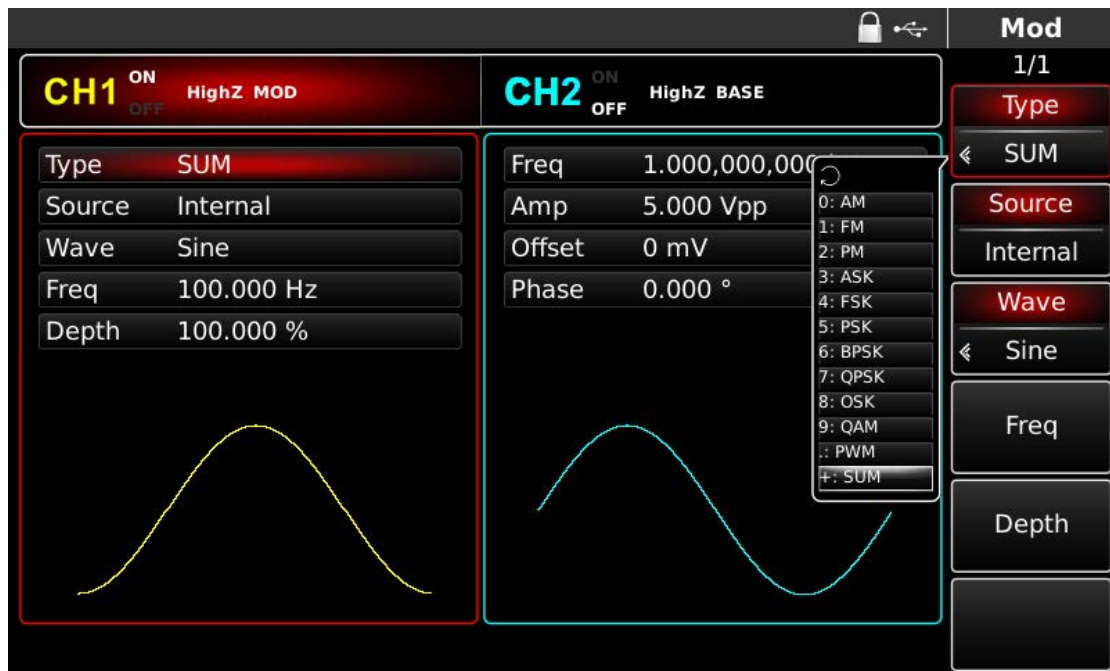 Mod
1/1
CH1 ON OFF HighZ MOD
CH2 ON OFF HighZ BASE
Type SUM
Source Internal
Wave Sine
Freq 100.000 Hz
Depth 100.000 %
Freq 1.000,000,000
Amp 5.000 Vpp
Offset 0 mV
Phase 0.000 °
0: AM
1: FM
2: PM
3: ASK
4: FSK
5: PSK
6: BPSK
7: QPSK
8: OSK
9: QAM
.: PWM
+: SUM
Type
SUM
Source
Internal
Wave
Sine
Freq
Depth